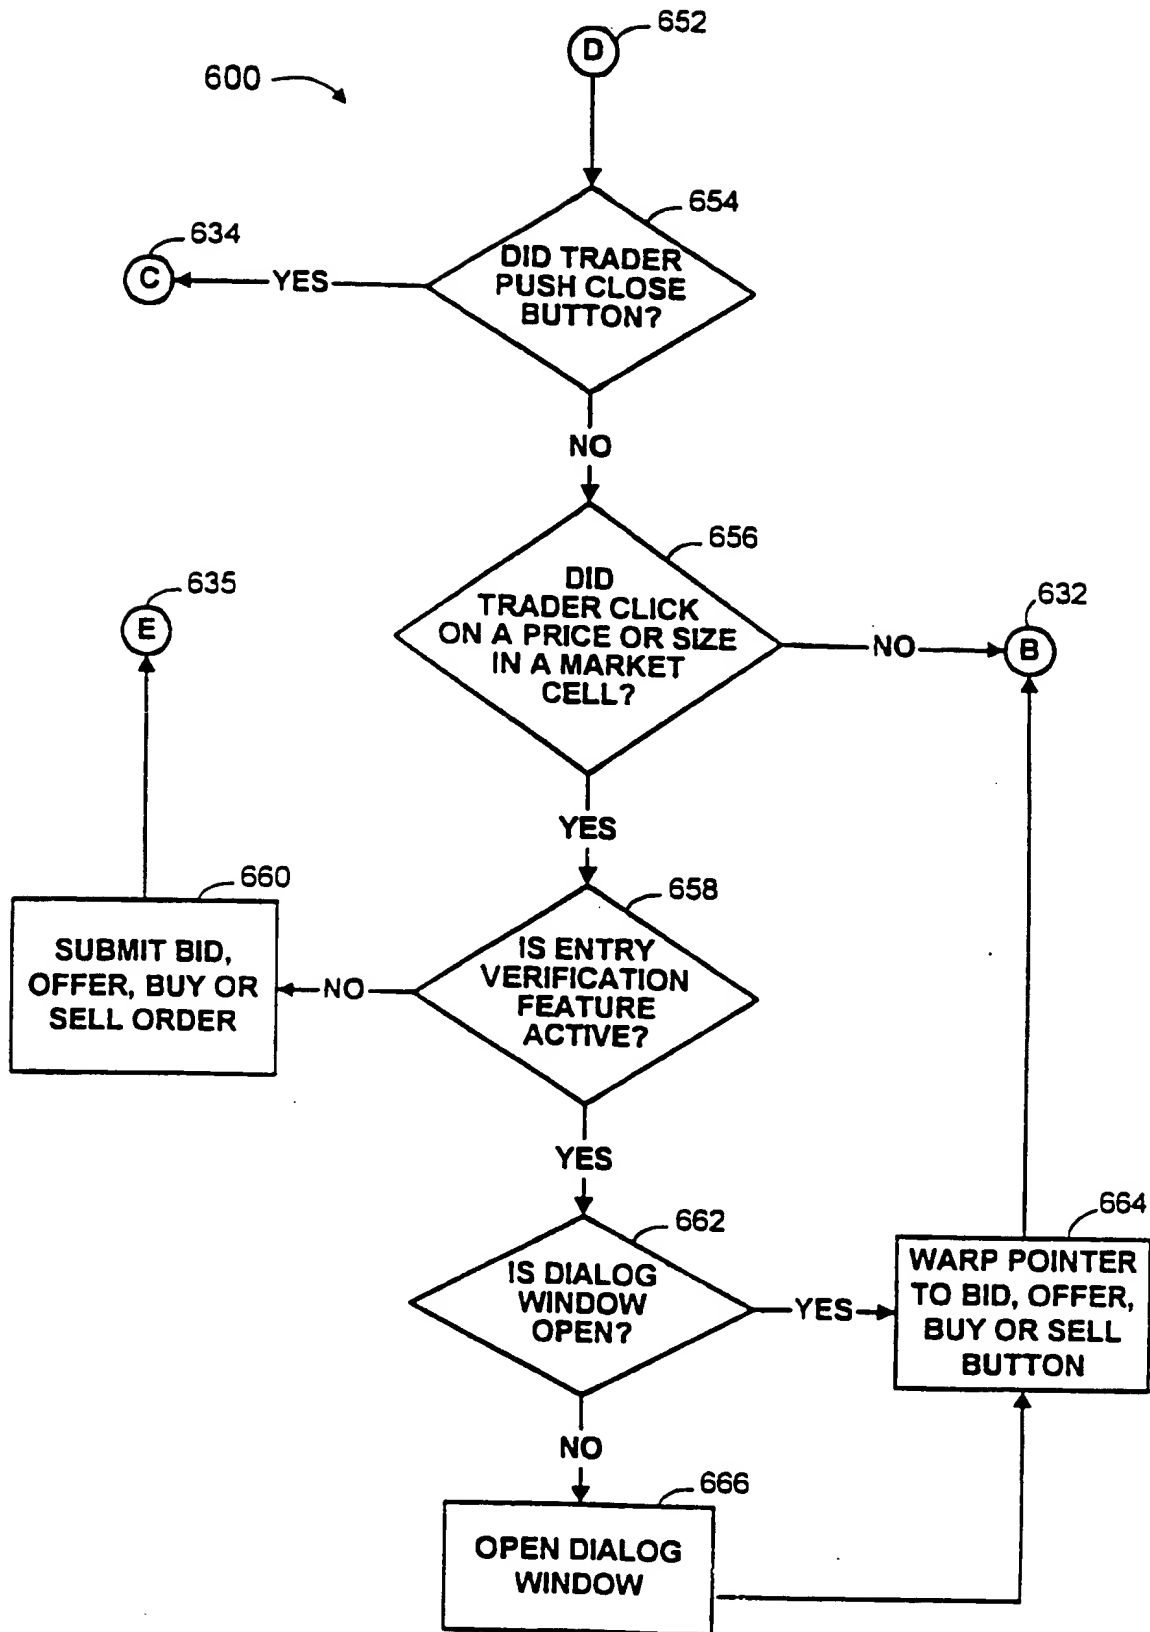 652
D
600
654
DID TRADER
PUSH CLOSE
BUTTON?
634
C
YES
NO
656
DID
TRADER CLICK
ON A PRICE OR SIZE
IN A MARKET
CELL?
635
E
NO
632
B
YES
660
SUBMIT BID,
OFFER, BUY OR
SELL ORDER
NO
658
IS ENTRY
VERIFICATION
FEATURE
ACTIVE?
YES
662
IS DIALOG
WINDOW
OPEN?
YES
664
WARP POINTER
TO BID, OFFER,
BUY OR SELL
BUTTON
NO
666
OPEN DIALOG
WINDOW